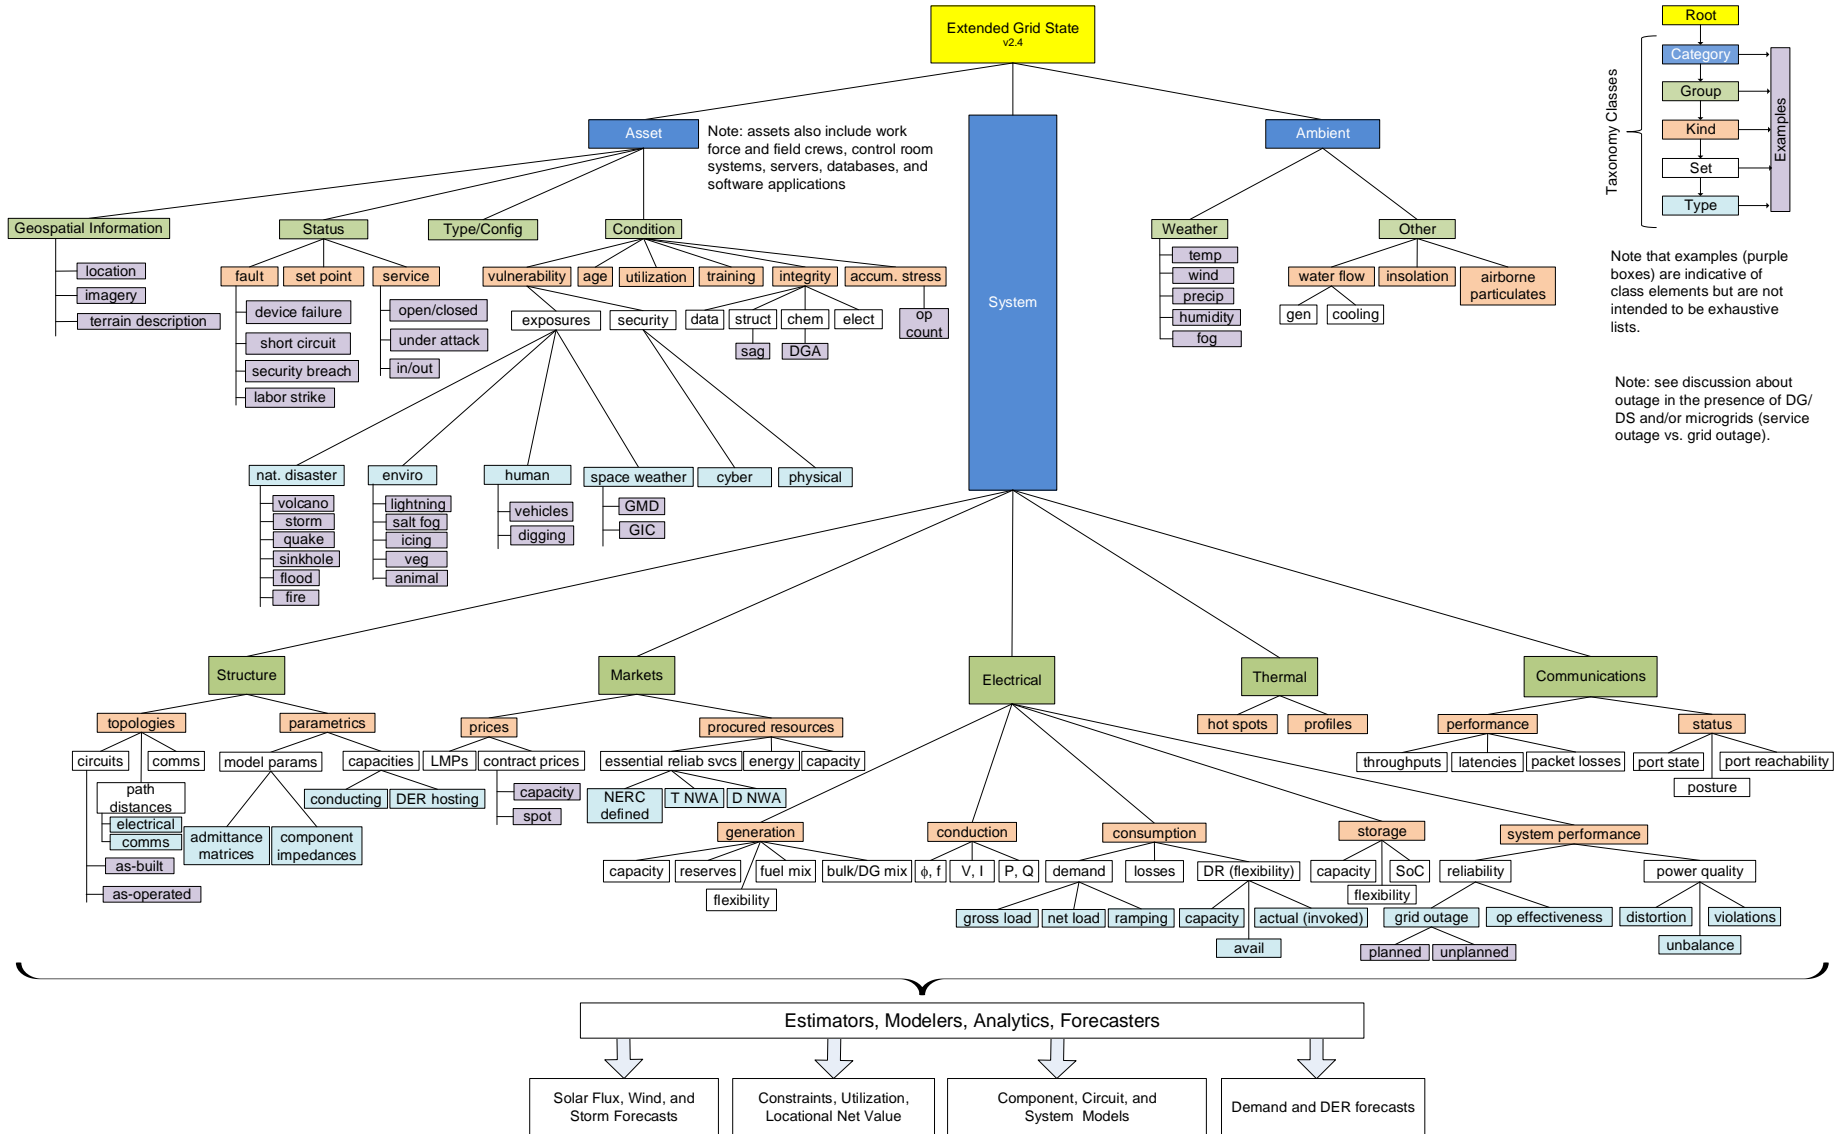 Extended Grid State
v2.4
Root
Category
Group
Kind
Set
Type
Taxonomy Classes
Examples
Note that examples (purple
boxes) are indicative of
class elements but are not
intended to be exhaustive
lists.
Note: see discussion about
outage in the presence of DG/
DS and/or microgrids (service
outage vs. grid outage).
Asset
Note: assets also include work
force and field crews, control room
systems, servers, databases, and
software applications
System
Ambient
Geospatial Information
location
imagery
terrain description
Status
fault
set point
service
device failure
short circuit
security breach
labor strike
open/closed
under attack
in/out
Type/Config
Condition
vulnerability
age
utilization
training
integrity
accum. stress
exposures
security
data
struct
chem
elect
op
count
sag
DGA
nat. disaster
enviro
human
space weather
cyber
physical
volcano
storm
quake
sinkhole
flood
fire
lightning
salt fog
icing
veg
animal
vehicles
digging
GMD
GIC
Weather
temp
wind
precip
humidity
fog
Other
water flow
insolation
airborne
particulates
gen
cooling
Structure
Markets
Electrical
Thermal
Communications
topologies
parametrics
circuits
comms
path
distances
electrical
comms
as-built
as-operated
model params
capacities
conducting
DER hosting
admittance
matrices
component
impedances
prices
procured resources
LMPs
contract prices
capacity
spot
essential reliab svcs
energy
capacity
NERC
defined
T NWA
D NWA
hot spots
profiles
performance
status
throughputs
latencies
packet losses
port state
port reachability
posture
generation
conduction
consumption
storage
system performance
capacity
reserves
fuel mix
bulk/DG mix
flexibility
ϕ, f
V, I
P, Q
demand
losses
DR (flexibility)
gross load
net load
ramping
capacity
actual (invoked)
avail
capacity
SoC
flexibility
reliability
power quality
grid outage
op effectiveness
planned
unplanned
distortion
violations
unbalance
Estimators, Modelers, Analytics, Forecasters
Solar Flux, Wind, and
Storm Forecasts
Constraints, Utilization,
Locational Net Value
Component, Circuit, and
System Models
Demand and DER forecasts